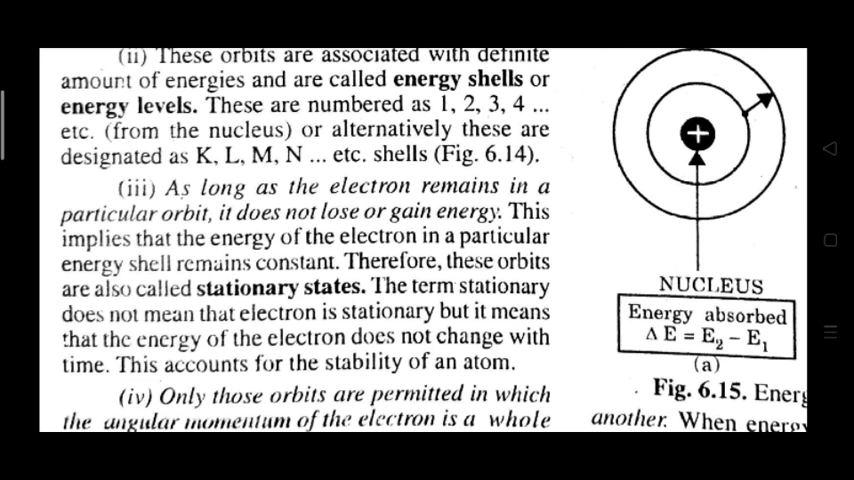 (ii) These orbits are associated with definite
amount of energies and are called energy shells or
energy levels. These are numbered as 1, 2, 3, 4 ...
etc. (from the nucleus) or alternatively these are
designated as K, L, M, N ... etc. shells (Fig. 6.14).
(iii) As long as the electron remains in a
particular orbit, it does not lose or gain energy. This
implies that the energy of the electron in a particular
energy shell remains constant. Therefore, these orbits
are also called stationary states. The term stationary
does not mean that electron is stationary but it means
that the energy of the electron does not change with
time. This accounts for the stability of an atom.
(iv) Only those orbits are permitted in which
the angular momentum of the electron is a whole
+
NUCLEUS
Energy absorbed
Δ E = E₂ – E₁
(a)
Fig. 6.15. Energ
another. When energy